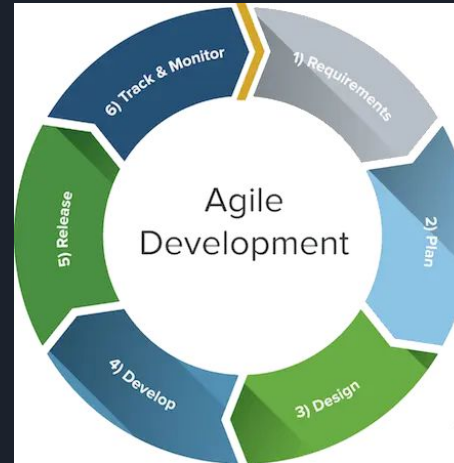 Agile
Development
1) Requirements
2) Plan
3) Design
4) Develop
5) Release
6) Track & Monitor